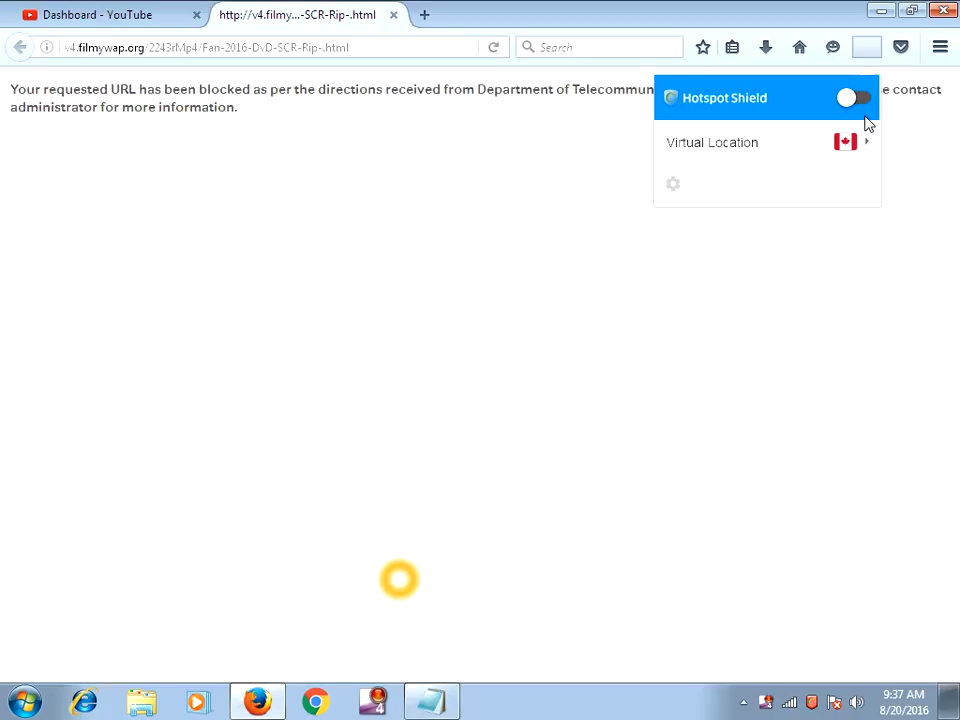 Dashboard - YouTube
http://v4.filmy...-SCR-Rip-.html
v4.filmywap.org/2243rMp4/Fan-2016-DvD-SCR-Rip-.html
Search
Your requested URL has been blocked as per the directions received from Department of Telecommun
e contact
administrator for more information.
Hotspot Shield
Virtual Location
4
9:37 AM
8/20/2016